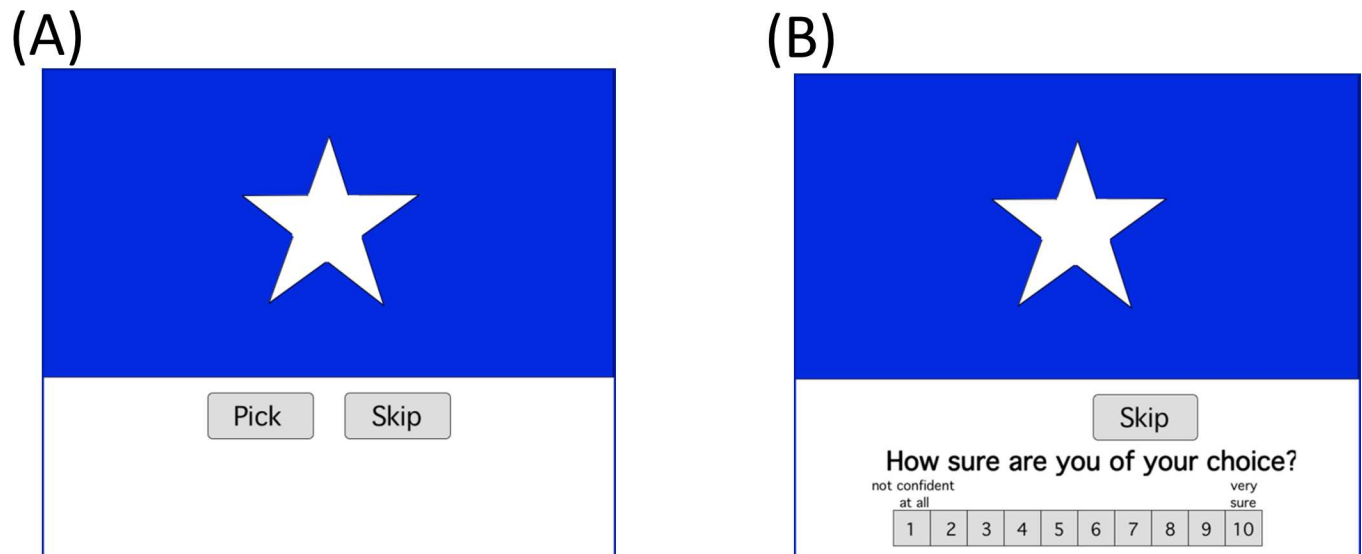 (A)
Pick Skip
(B)
Skip
How sure are you of your choice?
not confident very
at all sure
1 2 3 4 5 6 7 8 9 10